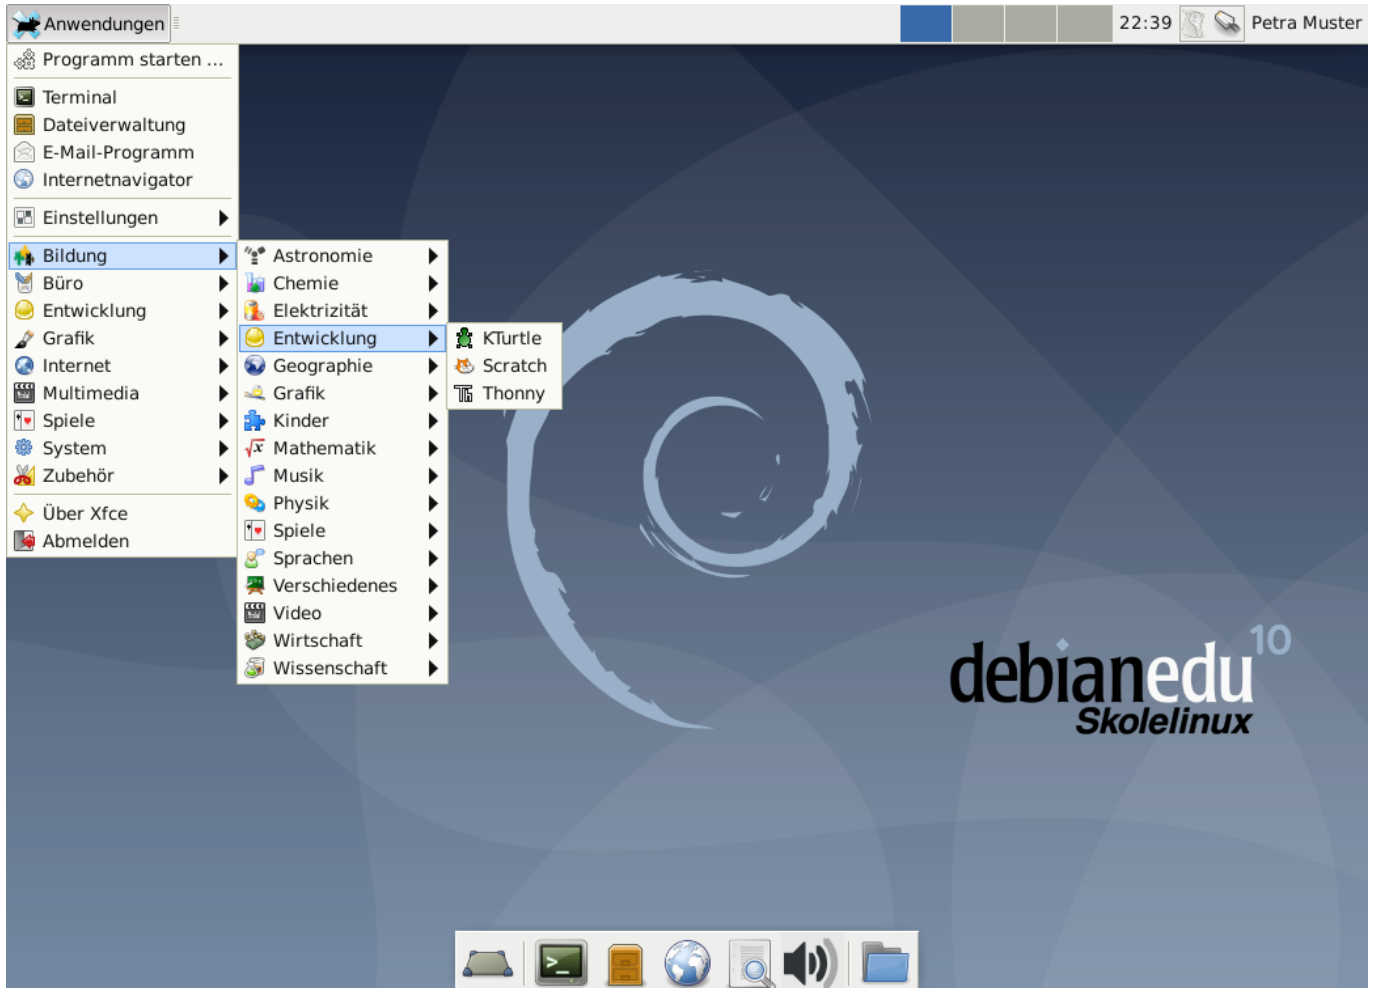 Anwendungen
22:39
Petra Muster
Programm starten ...
Terminal
Dateiverwaltung
E-Mail-Programm
Internetnavigator
Einstellungen
Bildung
Büro
Entwicklung
Grafik
Internet
Multimedia
Spiele
System
Zubehör
Über Xfce
Abmelden
Astronomie
Chemie
Elektrizität
Entwicklung
Geographie
Grafik
Kinder
Mathematik
Musik
Physik
Spiele
Sprachen
Verschiedenes
Video
Wirtschaft
Wissenschaft
KTurtle
Scratch
Thonny
debianedu 10
Skolelinux